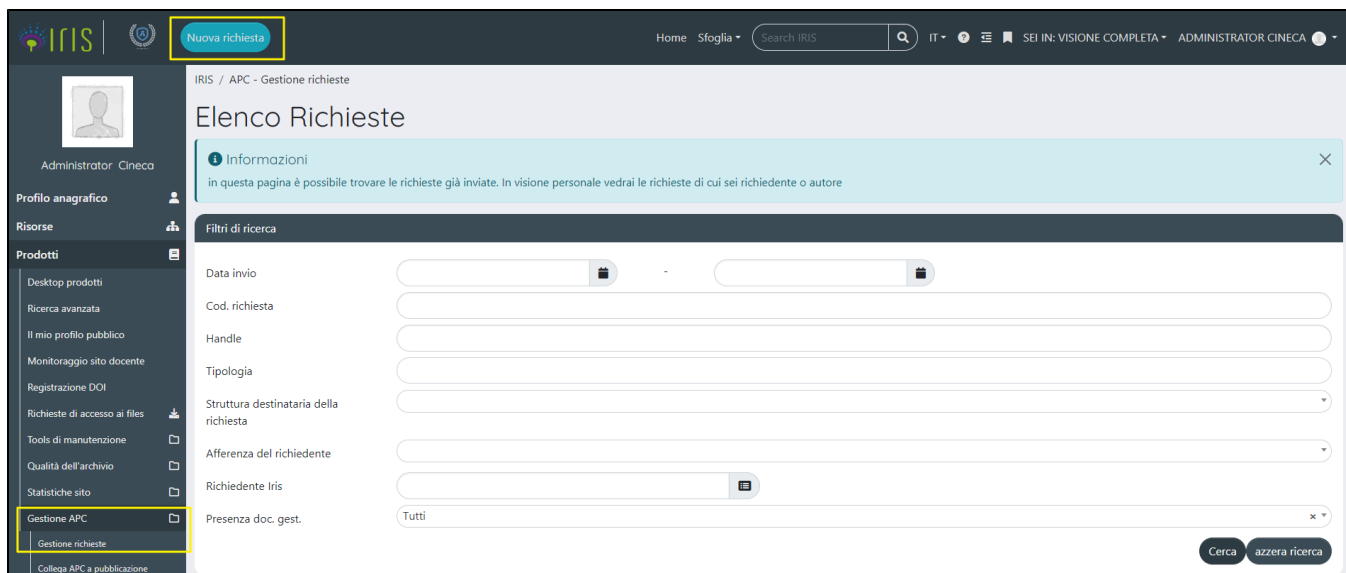 IRIS
Nuova richiesta
Home Sfoglia Search IRIS IT SEI IN: VISIONE COMPLETA ADMINISTRATOR CINECA
IRIS / APC - Gestione richieste
Elenco Richieste
Informazioni
in questa pagina è possibile trovare le richieste già inviate. In visione personale vedrai le richieste di cui sei richiedente o autore
Administrator Cineca
Profilo anagrafico
Risorse
Prodotti
Desktop prodotti
Ricerca avanzata
Il mio profilo pubblico
Monitoraggio sito docente
Registrazione DOI
Richieste di accesso ai files
Tools di manutenzione
Qualità dell'archivio
Statistiche sito
Gestione APC
Gestione richieste
Collega APC a pubblicazione
Filtri di ricerca
Data invio -
Cod. richiesta
Handle
Tipologia
Struttura destinataria della
richiesta
Afferenza del richiedente
Richiedente Iris
Presenza doc. gest. Tutti ×
Cerca azzera ricerca